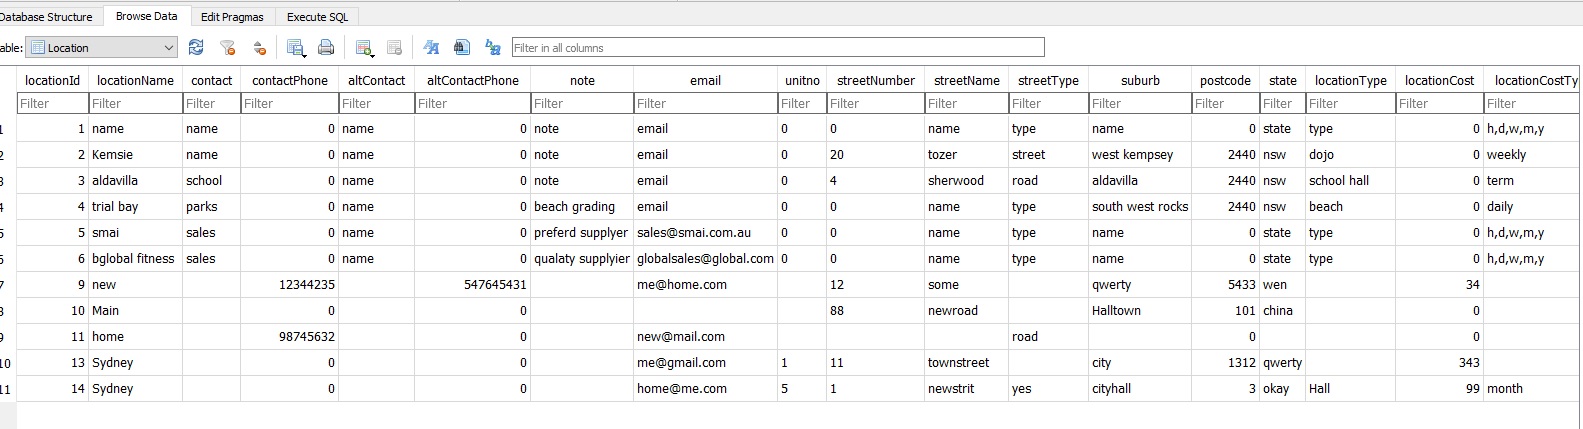 Database Structure Browse Data Edit Pragmas Execute SQL
able: Location Filter in all columns
locationId locationName contact contactPhone altContact altContactPhone note email unitno streetNumber streetName streetType suburb postcode state locationType locationCost locationCostTy
Filter Filter Filter Filter Filter Filter Filter Filter Filter Filter Filter Filter Filter Filter Filter Filter Filter Filter
1 1 name name 0 name 0 note email 0 0 name type name 0 state type 0 h,d,w,m,y
2 2 Kemsie name 0 name 0 note email 0 20 tozer street west kempsey 2440 nsw dojo 0 weekly
3 3 aldavilla school 0 name 0 note email 0 4 sherwood road aldavilla 2440 nsw school hall 0 term
4 4 trial bay parks 0 name 0 beach grading email 0 0 name type south west rocks 2440 nsw beach 0 daily
5 5 smai sales 0 name 0 preferd supplyer sales@smai.com.au 0 0 name type name 0 state type 0 h,d,w,m,y
6 6 bglobal fitness sales 0 name 0 qualaty supplyier globalsales@global.com 0 0 name type name 0 state type 0 h,d,w,m,y
7 9 new 12344235 547645431 me@home.com 12 some qwerty 5433 wen 34
8 10 Main 0 0 88 newroad Halltown 101 china 0
9 11 home 98745632 0 new@mail.com road 0 0
10 13 Sydney 0 0 me@gmail.com 1 11 townstreet city 1312 qwerty 343
11 14 Sydney 0 0 home@me.com 5 1 newstrit yes cityhall 3 okay Hall 99 month